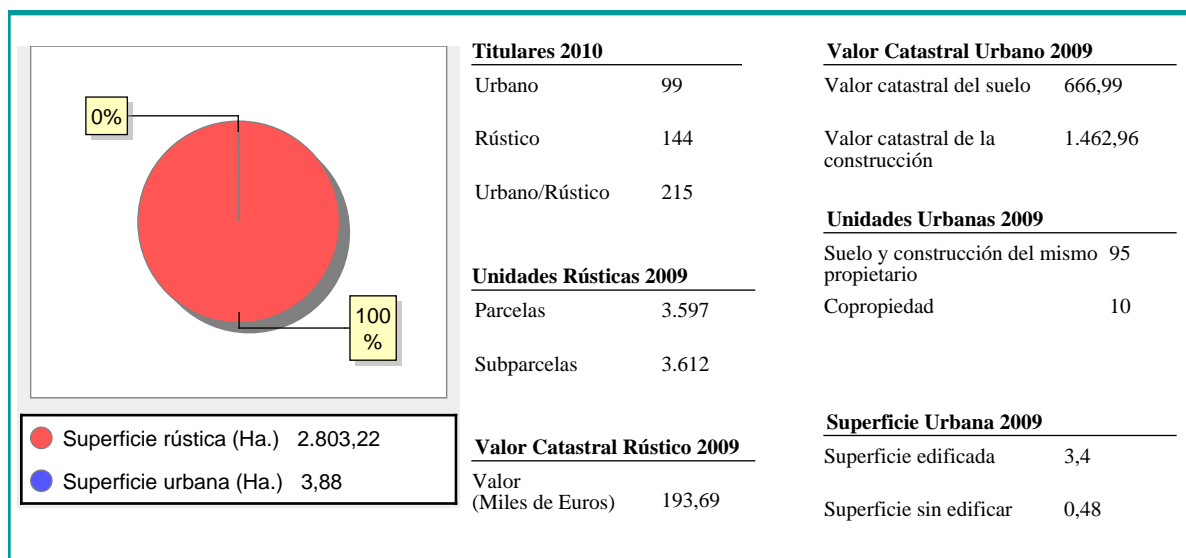 0%
100
%
Superficie rústica (Ha.) 2.803,22
Superficie urbana (Ha.) 3,88
Titulares 2010
Urbano 99
Rústico 144
Urbano/Rústico 215
Unidades Rústicas 2009
Parcelas 3.597
Subparcelas 3.612
Valor Catastral Rústico 2009
Valor
(Miles de Euros) 193,69
Valor Catastral Urbano 2009
Valor catastral del suelo 666,99
Valor catastral de la 1.462,96
construcción
Unidades Urbanas 2009
Suelo y construcción del mismo 95
propietario
Copropiedad 10
Superficie Urbana 2009
Superficie edificada 3,4
Superficie sin edificar 0,48